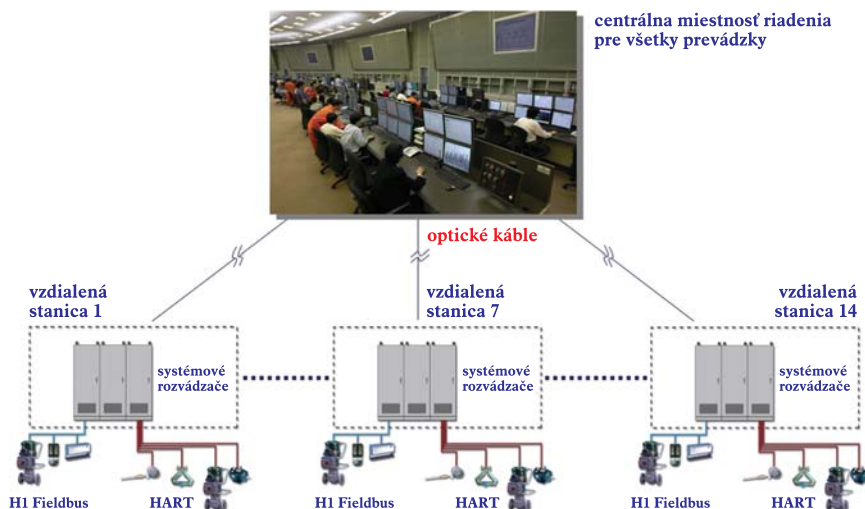 centrálna miestnosť riadenia
pre všetky prevádzky
optické káble
vzdialená
stanica 1
vzdialená
stanica 7
vzdialená
stanica 14
systémové
rozvádzače
systémové
rozvádzače
systémové
rozvádzače
H1 Fieldbus
HART
H1 Fieldbus
HART
H1 Fieldbus
HART